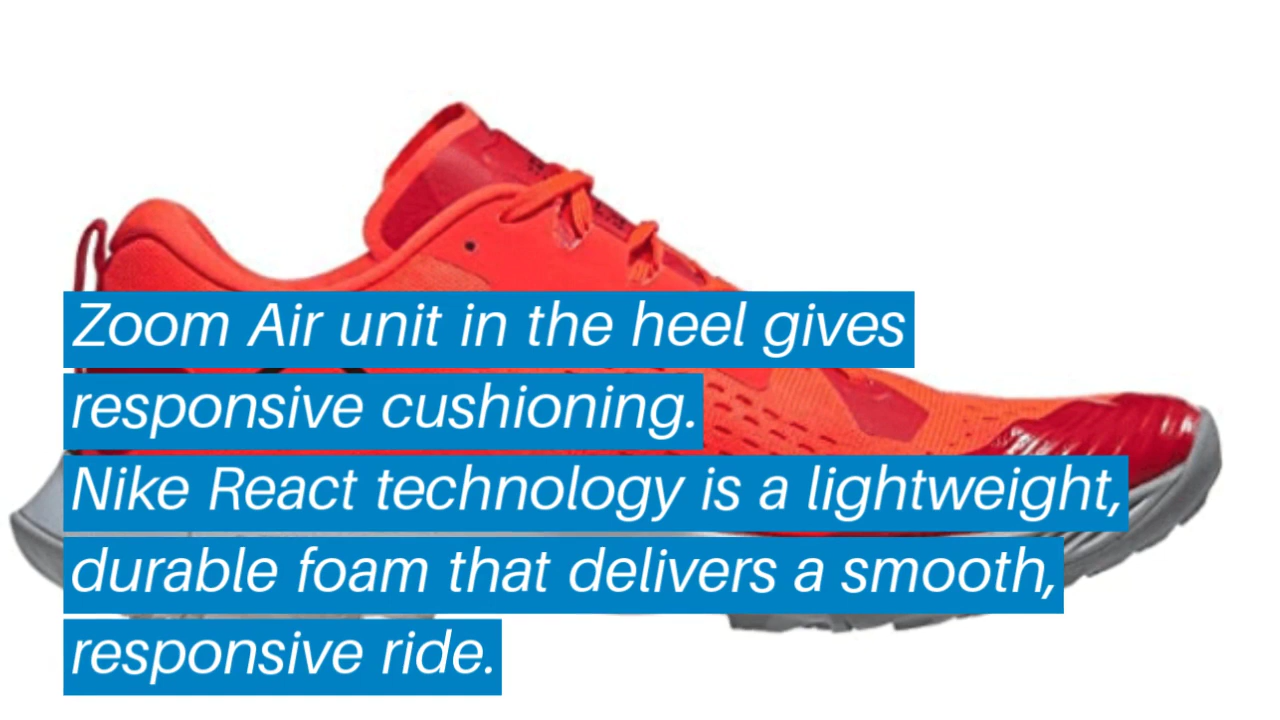 Zoom Air unit in the heel gives
responsive cushioning.
Nike React technology is a lightweight,
durable foam that delivers a smooth,
responsive ride.